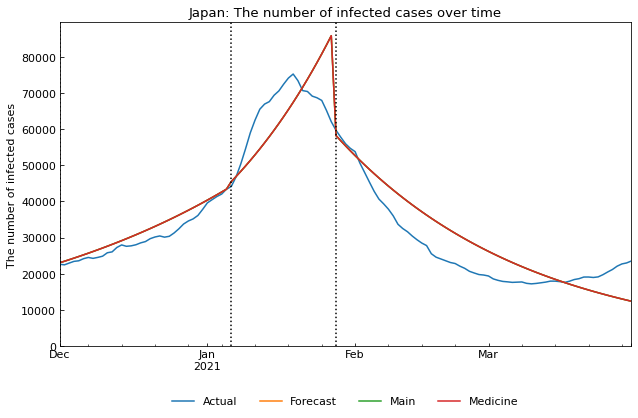 Japan: The number of infected cases over time
The number of infected cases
80000
70000
60000
50000
40000
30000
20000
10000
0
Dec Jan Feb Mar
2021
Actual Forecast Main Medicine